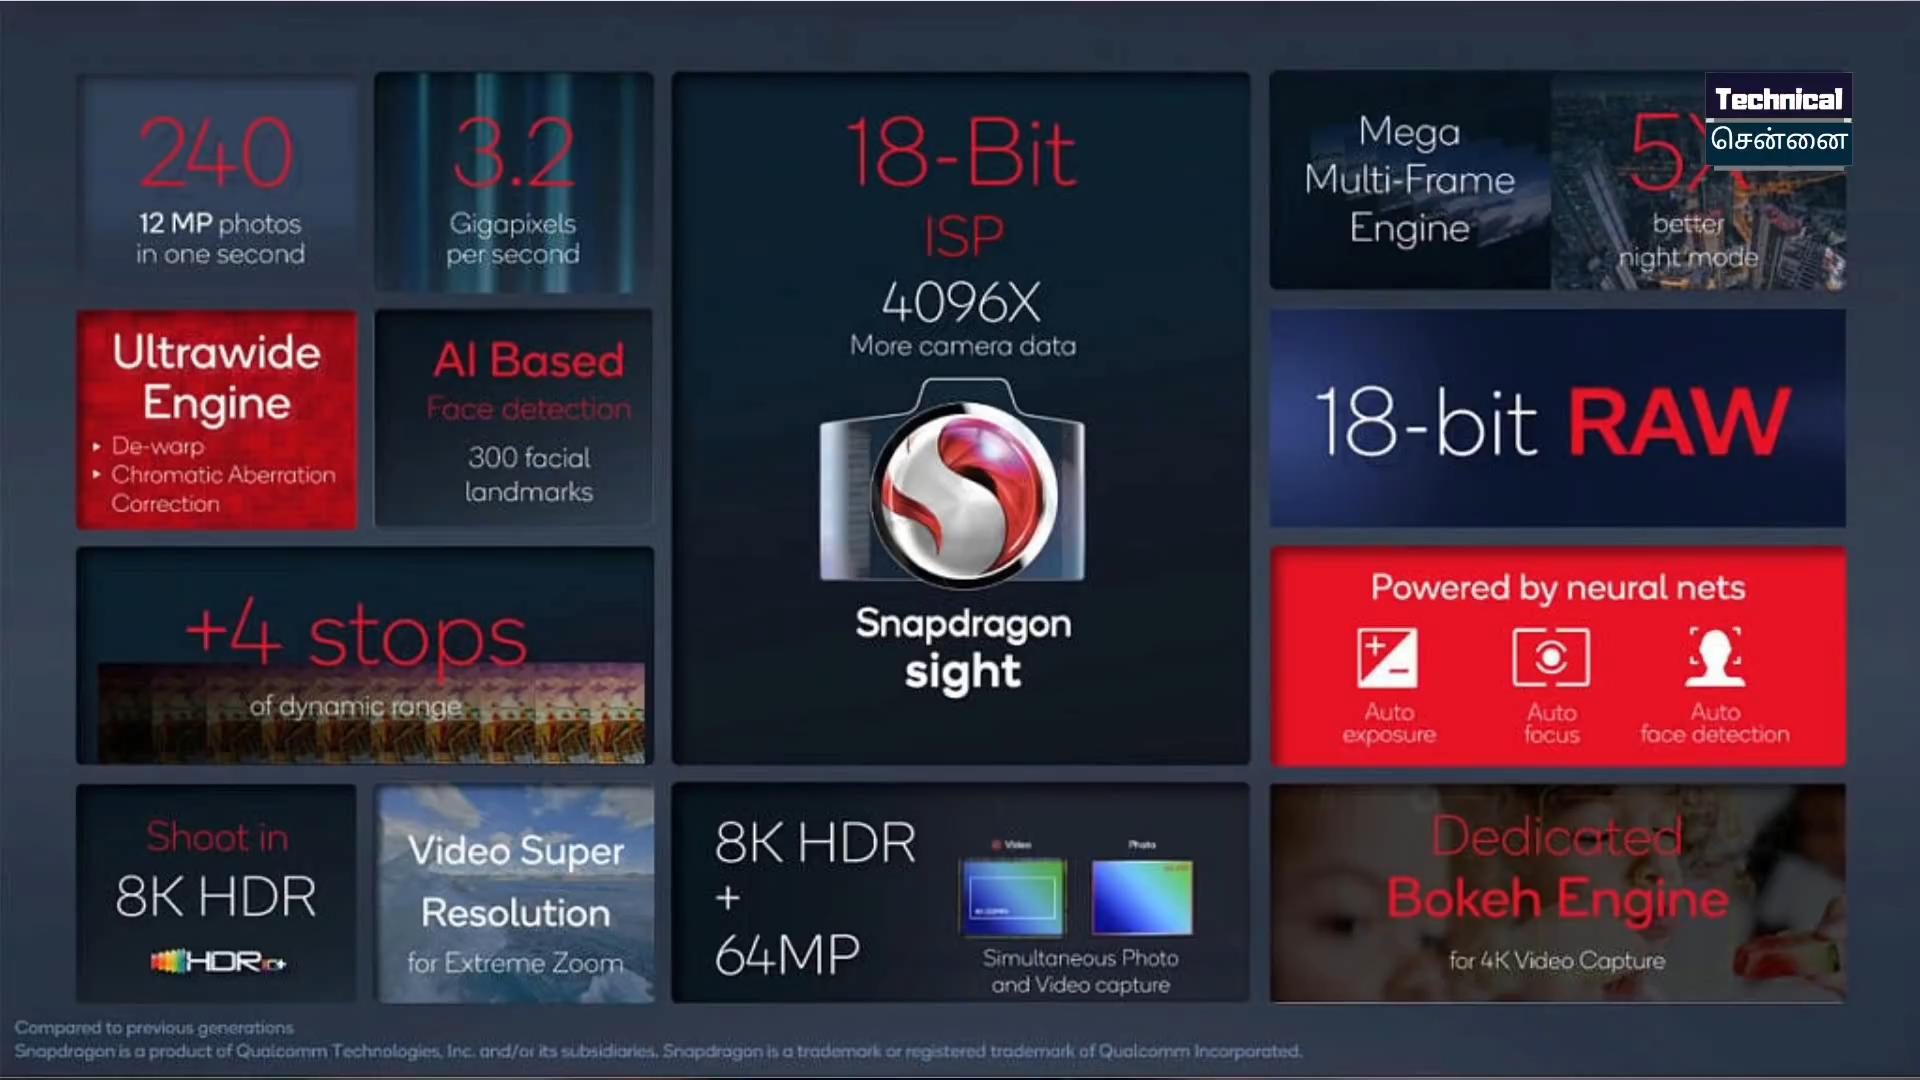 240
12 MP photos
in one second
3.2
Gigapixels
per second
18-Bit
ISP
4096X
More camera data
Snapdragon
sight
Mega
Multi-Frame
Engine
5X
better
night mode
Technical
சென்னை
Ultrawide
Engine
De-warp
Chromatic Aberration
Correction
AI Based
Face detection
300 facial
landmarks
18-bit RAW
+4 stops
of dynamic range
Powered by neural nets
Auto
exposure
Auto
focus
Auto
face detection
Shoot in
8K HDR
HDR10+
Video Super
Resolution
for Extreme Zoom
8K HDR
+
64MP
Video
Photo
Simultaneous Photo
and Video capture
Dedicated
Bokeh Engine
for 4K Video Capture
Compared to previous generations
Snapdragon is a product of Qualcomm Technologies, Inc. and/or its subsidiaries. Snapdragon is a trademark or registered trademark of Qualcomm Incorporated.